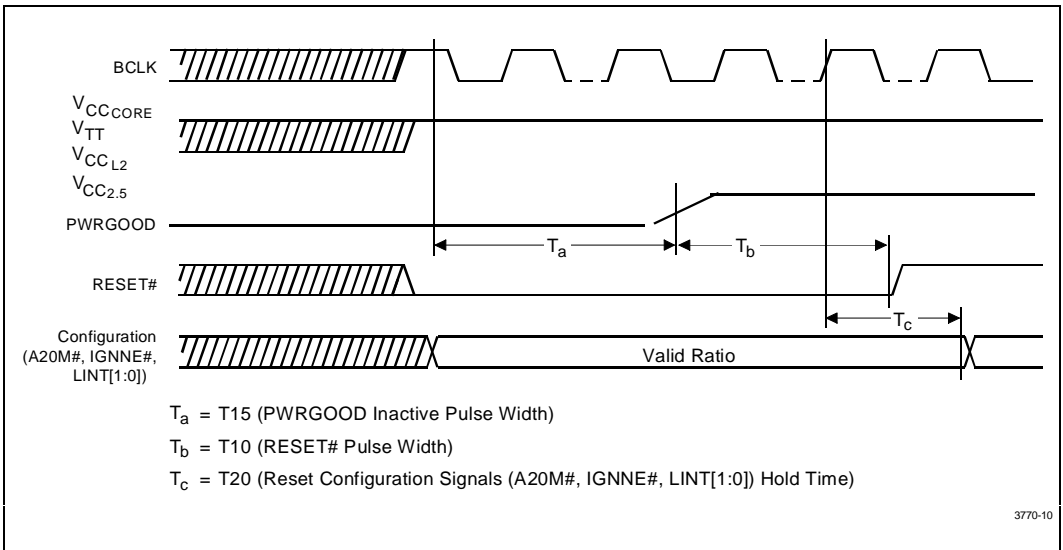 BCLK
VCCCORE
VTT
VCCL2
VCC2.5
PWRGOOD
Ta
Tb
RESET#
Tc
Configuration
(A20M#, IGNNE#,
LINT[1:0])
Valid Ratio
Ta = T15 (PWRGOOD Inactive Pulse Width)
Tb = T10 (RESET# Pulse Width)
Tc = T20 (Reset Configuration Signals (A20M#, IGNNE#, LINT[1:0]) Hold Time)
3770-10